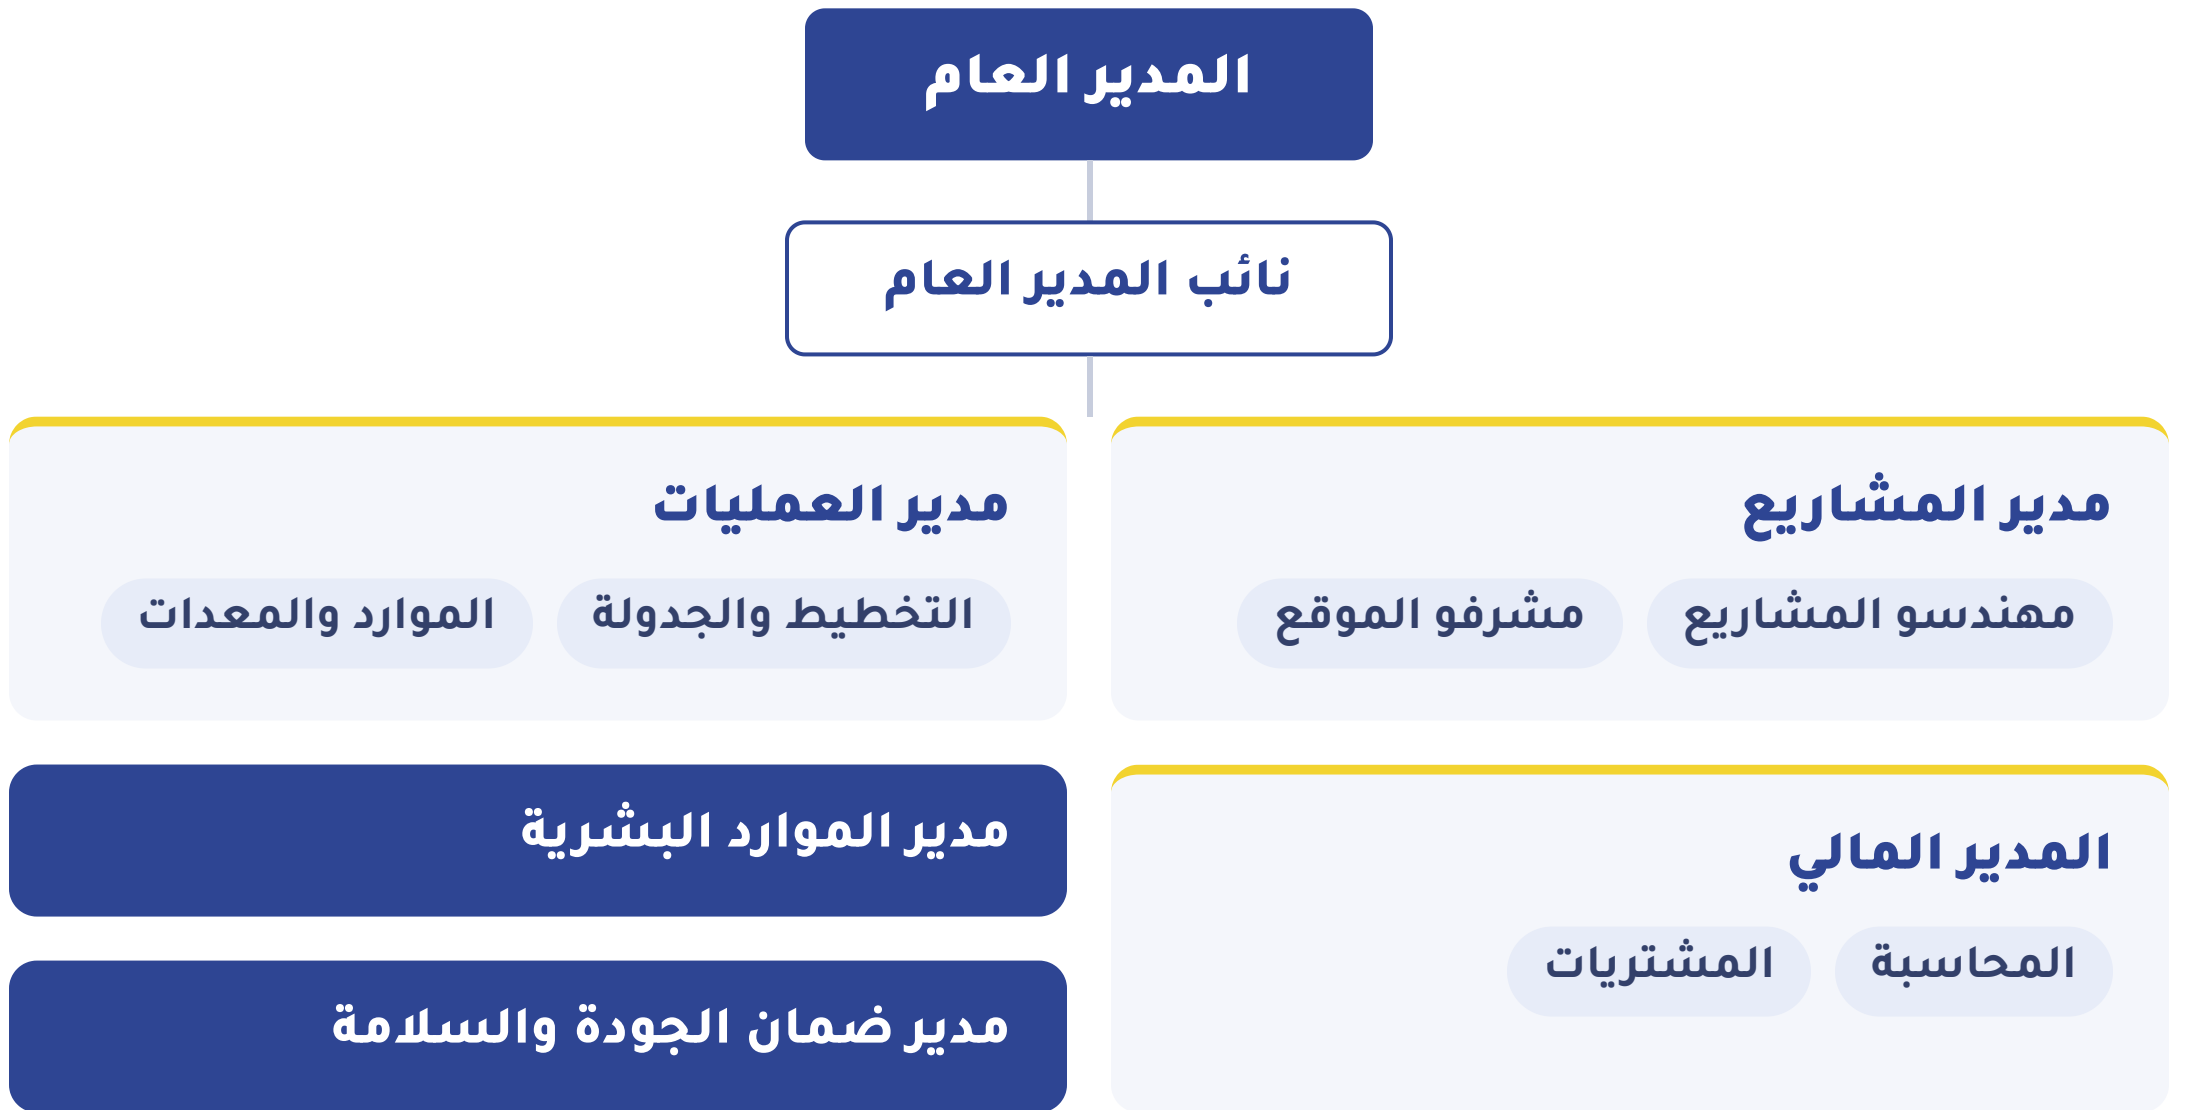 المدير العام
نائب المدير العام
مدير المشاريع
مهندسو المشاريع
مشرفو الموقع
مدير العمليات
التخطيط والجدولة
الموارد والمعدات
المدير المالي
المحاسبة
المشتريات
مدير الموارد البشرية
مدير ضمان الجودة والسلامة